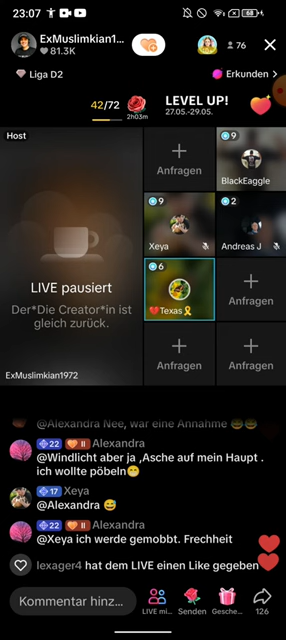 23:07
68
ExMuslimkian1...
81.3K
76
Liga D2
Erkunden >
42/72
2h03m
LEVEL UP!
27.05.-29.05.
Host
Anfragen
9
BlackEaggle
9
Xeya
2
Andreas J
LIVE pausiert
Der*Die Creator*in ist
gleich zurück.
6
Texas
Anfragen
Anfragen
Anfragen
ExMuslimkian1972
@Alexandra Nee, war eine Annahme
22 II Alexandra
@Windlicht aber ja ,Asche auf mein Haupt .
ich wollte pöbeln
17 Xeya
@Alexandra
22 II Alexandra
@Xeya ich werde gemobbt. Frechheit
lexager4 hat dem LIVE einen Like gegeben
Kommentar hinz...
LIVE mi...
Senden
Gesche...
126